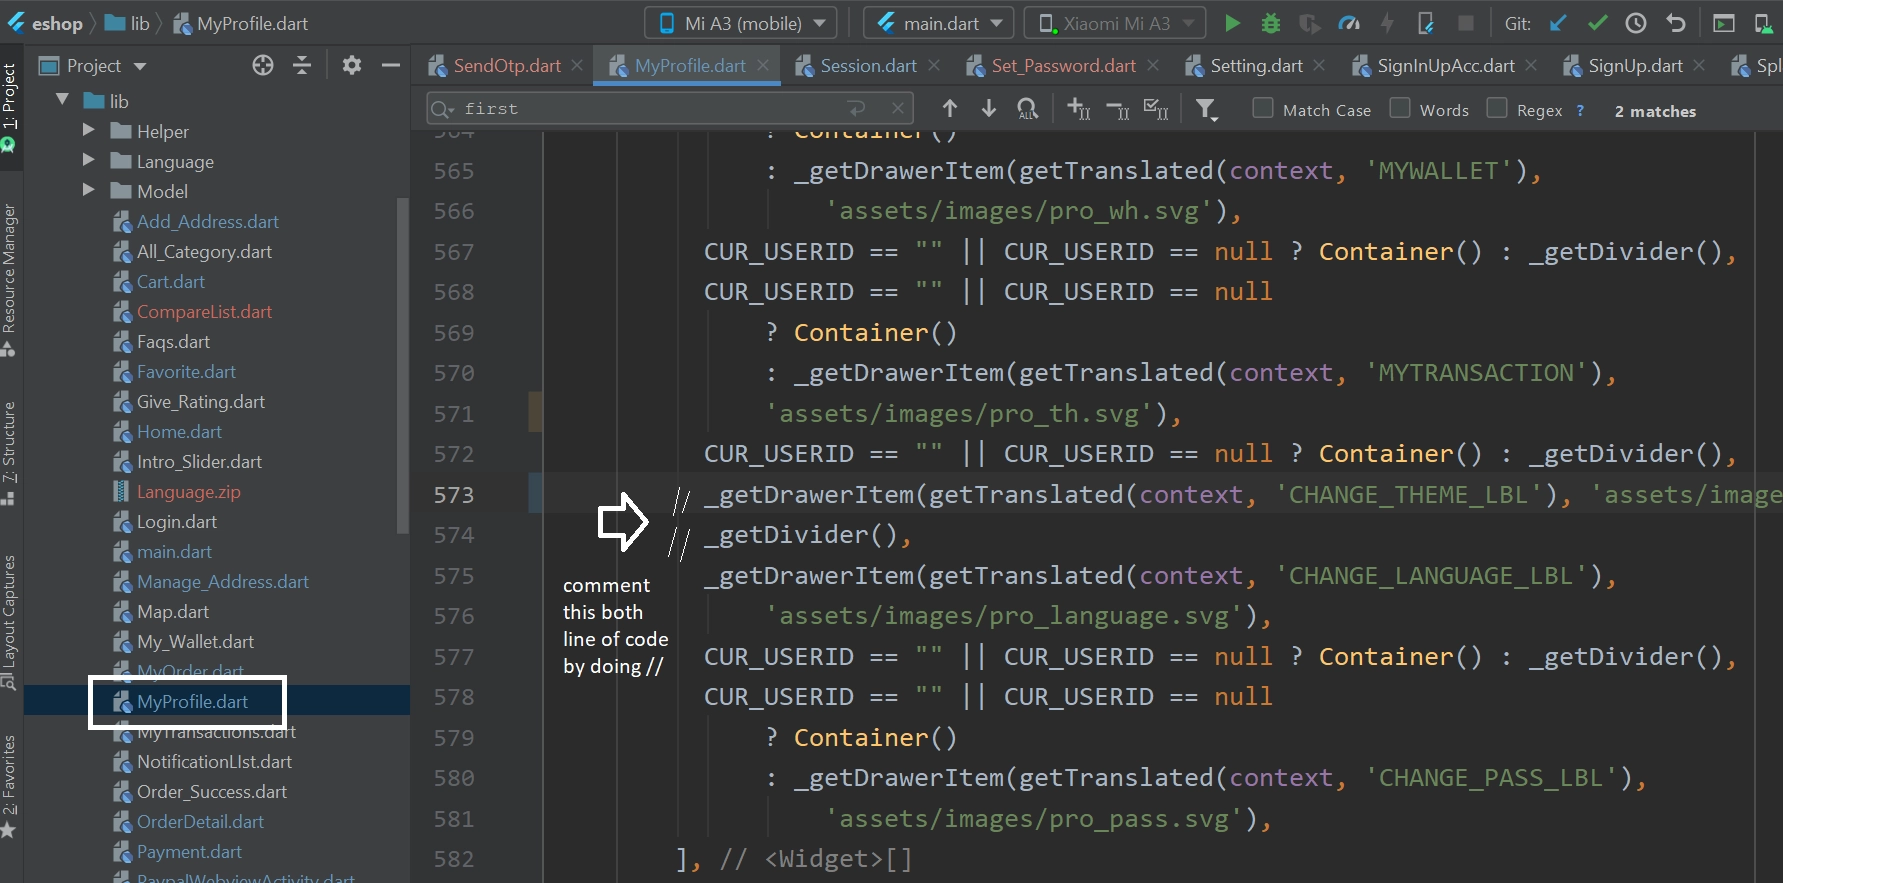 eshop lib MyProfile.dart Mi A3 (mobile) main.dart Xiaomi Mi A3 Git:
Project
SendOtp.dart MyProfile.dart Session.dart Set_Password.dart Setting.dart SignInUpAcc.dart SignUp.dart Spl
first Match Case Words Regex ? 2 matches
1: Project
Resource Manager
7: Structure
Layout Captures
2: Favorites
lib
Helper
Language
Model
Add_Address.dart
All_Category.dart
Cart.dart
CompareList.dart
Faqs.dart
Favorite.dart
Give_Rating.dart
Home.dart
Intro_Slider.dart
Language.zip
Login.dart
main.dart
Manage_Address.dart
Map.dart
My_Wallet.dart
MyOrder.dart
MyProfile.dart
MyTransactions.dart
NotificationLIst.dart
Order_Success.dart
OrderDetail.dart
Payment.dart
PaypalWebviewActivity.dart
564 ? Container()
565 : _getDrawerItem(getTranslated(context, 'MYWALLET'),
566 'assets/images/pro_wh.svg'),
567 CUR_USERID == "" || CUR_USERID == null ? Container() : _getDivider(),
568 CUR_USERID == "" || CUR_USERID == null
569 ? Container()
570 : _getDrawerItem(getTranslated(context, 'MYTRANSACTION'),
571 'assets/images/pro_th.svg'),
572 CUR_USERID == "" || CUR_USERID == null ? Container() : _getDivider(),
573 // _getDrawerItem(getTranslated(context, 'CHANGE_THEME_LBL'), 'assets/image
574 // _getDivider(),
575 _getDrawerItem(getTranslated(context, 'CHANGE_LANGUAGE_LBL'),
576 'assets/images/pro_language.svg'),
577 CUR_USERID == "" || CUR_USERID == null ? Container() : _getDivider(),
578 CUR_USERID == "" || CUR_USERID == null
579 ? Container()
580 : _getDrawerItem(getTranslated(context, 'CHANGE_PASS_LBL'),
581 'assets/images/pro_pass.svg'),
582 ], // <Widget>[]
comment
this both
line of code
by doing //